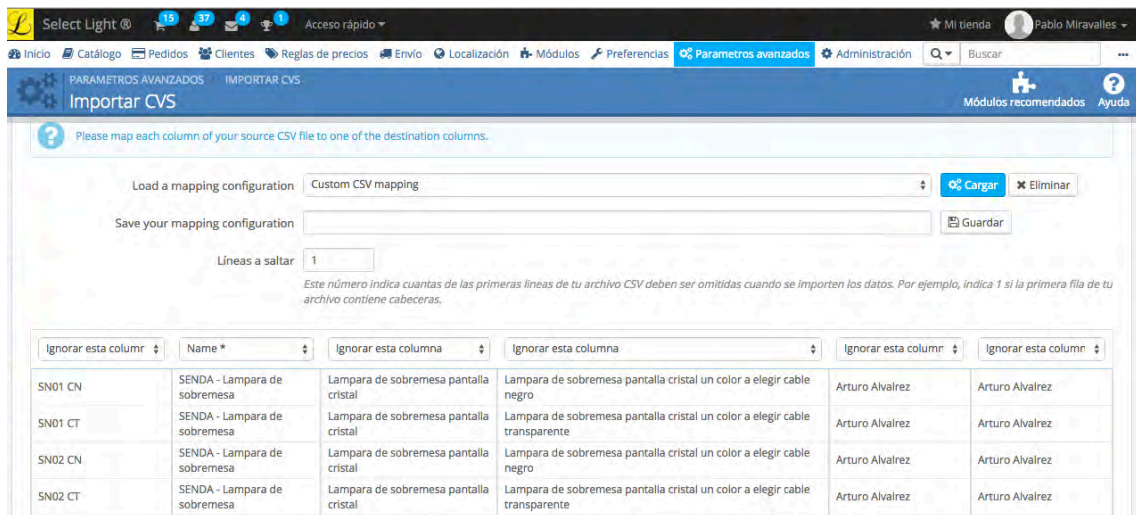 L Select Light ® 15 37 4 1 Acceso rápido Mi tienda Pablo Miravalles
Inicio Catálogo Pedidos Clientes Reglas de precios Envío Localización Módulos Preferencias Parametros avanzados Administración Buscar
PARAMETROS AVANZADOS / IMPORTAR CVS
Importar CVS
Módulos recomendados Ayuda
Please map each column of your source CSV file to one of the destination columns.
Load a mapping configuration Custom CSV mapping Cargar Eliminar
Save your mapping configuration Guardar
Líneas a saltar 1
Este número indica cuantas de las primeras lineas de tu archivo CSV deben ser omitidas cuando se importen los datos. Por ejemplo, indica 1 si la primera fila de tu
archivo contiene cabeceras.
Ignorar esta columr Name * Ignorar esta columna Ignorar esta columna Ignorar esta columr Ignorar esta columr
SN01 CN SENDA - Lampara de sobremesa Lampara de sobremesa pantalla cristal Lampara de sobremesa pantalla cristal un color a elegir cable negro Arturo Alvalrez Arturo Alvalrez
SN01 CT SENDA - Lampara de sobremesa Lampara de sobremesa pantalla cristal Lampara de sobremesa pantalla cristal un color a elegir cable transparente Arturo Alvalrez Arturo Alvalrez
SN02 CN SENDA - Lampara de sobremesa Lampara de sobremesa pantalla cristal Lampara de sobremesa pantalla cristal un color a elegir cable negro Arturo Alvalrez Arturo Alvalrez
SN02 CT SENDA - Lampara de sobremesa Lampara de sobremesa pantalla cristal Lampara de sobremesa pantalla cristal un color a elegir cable transparente Arturo Alvalrez Arturo Alvalrez